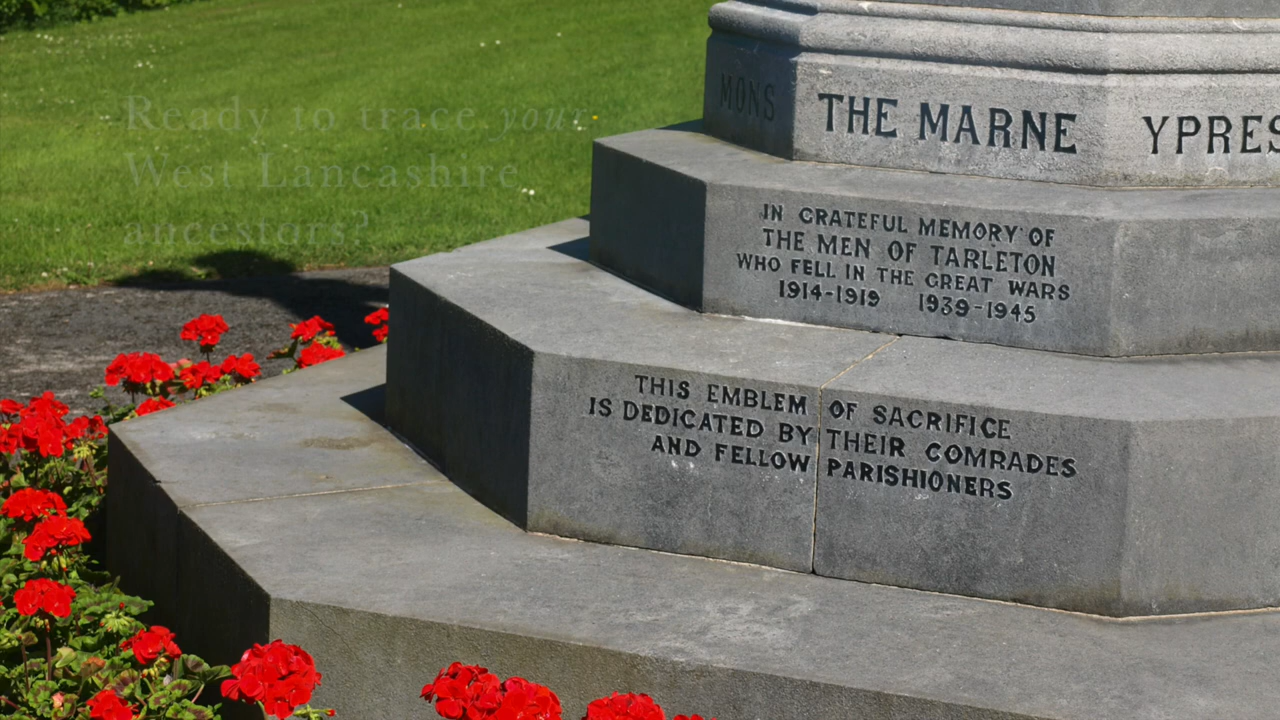 Ready to trace your
West Lancashire
ancestors?
MONS
THE MARNE
YPRES
IN GRATEFUL MEMORY OF
THE MEN OF TARLETON
WHO FELL IN THE GREAT WARS
1914-1919 1939-1945
THIS EMBLEM OF SACRIFICE
IS DEDICATED BY THEIR COMRADES
AND FELLOW PARISHIONERS